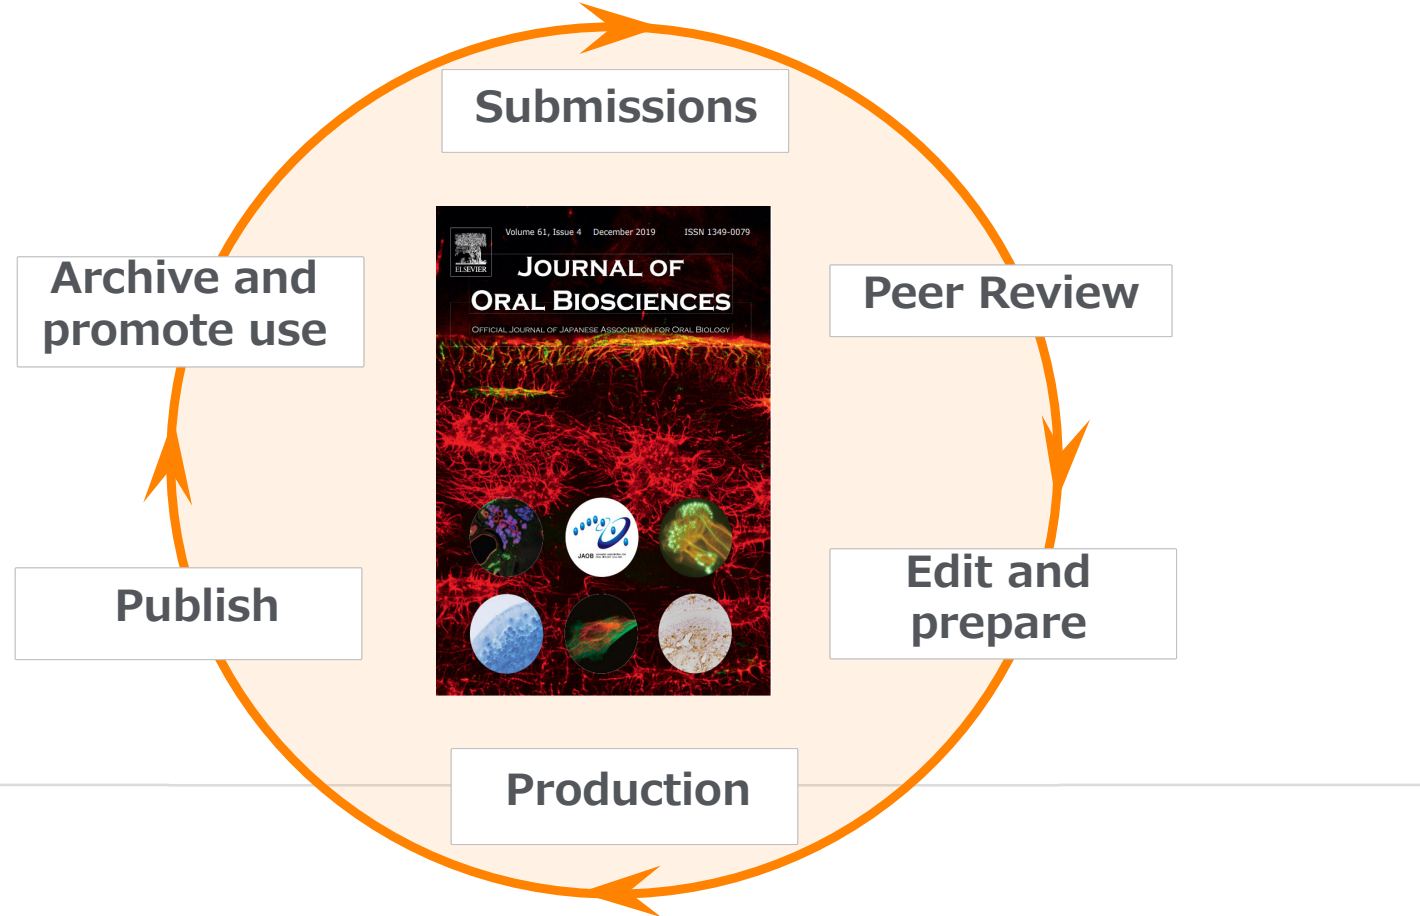 Submissions
Archive and
promote use
Peer Review
Volume 61, Issue 4 December 2019 ISSN 1349-0079
ELSEVIER
JOURNAL OF
ORAL BIOSCIENCES
OFFICIAL JOURNAL OF JAPANESE ASSOCIATION FOR ORAL BIOLOGY
JAOB
Publish
Edit and
prepare
Production